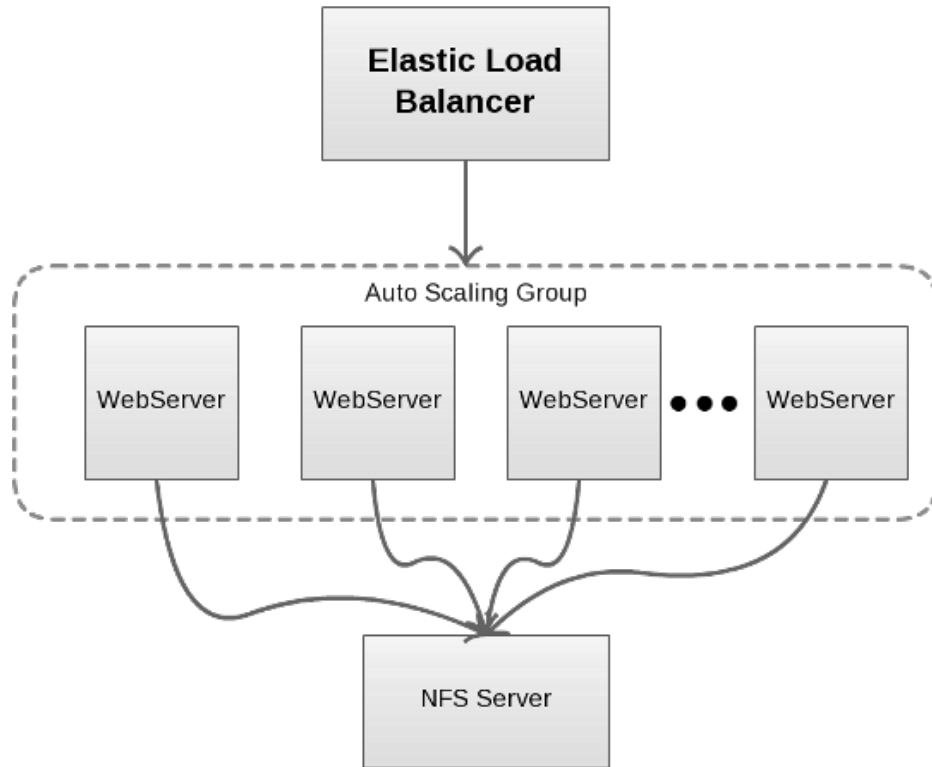 Elastic Load
Balancer
Auto Scaling Group
WebServer
WebServer
WebServer
WebServer
NFS Server